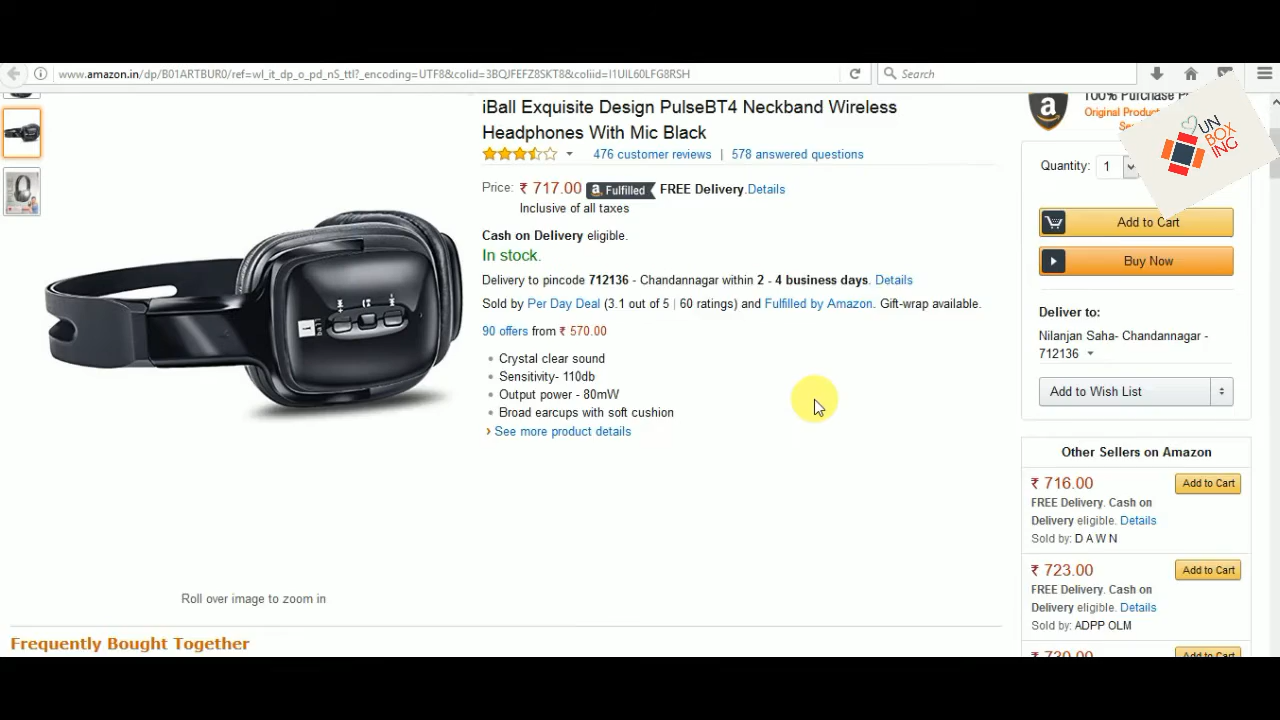 www.amazon.in/dp/B01ARTBUR0/ref=wl_it_dp_o_pd_nS_ttl?_encoding=UTF8&colid=3BQJFEFZ8SKT8&coliid=I1UIL60LFG8RSH
Search
iBall Exquisite Design PulseBT4 Neckband Wireless
Headphones With Mic Black
476 customer reviews | 578 answered questions
Price: ₹ 717.00 a Fulfilled FREE Delivery.Details
Inclusive of all taxes
Cash on Delivery eligible.
In stock.
Delivery to pincode 712136 - Chandannagar within 2 - 4 business days. Details
Sold by Per Day Deal (3.1 out of 5 | 60 ratings) and Fulfilled by Amazon. Gift-wrap available.
90 offers from ₹ 570.00
• Crystal clear sound
• Sensitivity- 110db
• Output power - 80mW
• Broad earcups with soft cushion
› See more product details
Roll over image to zoom in
Frequently Bought Together
a
100% Purchase
Original
UN
BOX
ING
Quantity: 1
Add to Cart
Buy Now
Deliver to:
Nilanjan Saha- Chandannagar -
712136
Add to Wish List
Other Sellers on Amazon
₹ 716.00 Add to Cart
FREE Delivery. Cash on
Delivery eligible. Details
Sold by: D A W N
₹ 723.00 Add to Cart
FREE Delivery. Cash on
Delivery eligible. Details
Sold by: ADPP OLM
Add to Cart